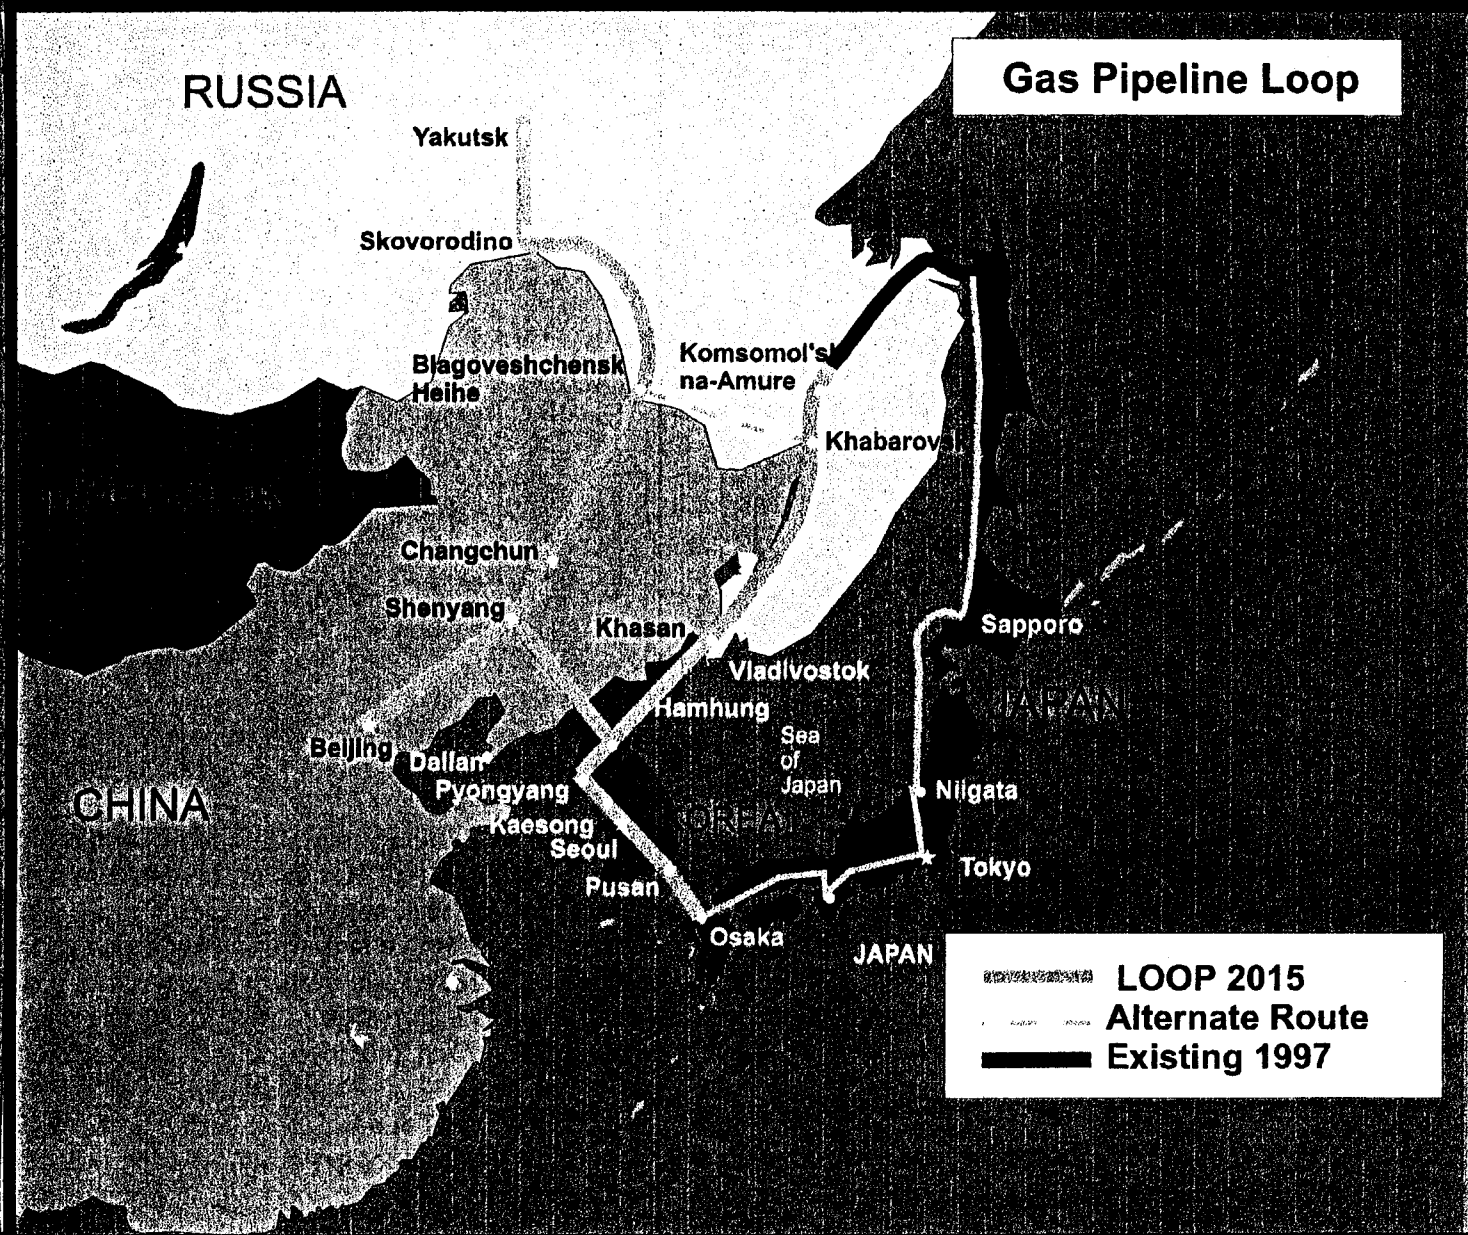 Gas Pipeline Loop
RUSSIA
Yakutsk
Skovorodino
Blagoveshchensk
Heihe
Komsomol's
na-Amure
Khabarovsk
Changchun
Shenyang
Khasan
Sapporo
Vladivostok
JAPAN
Hamhung
Beijing
Sea
of
Japan
Dalian
Pyongyang
Niigata
CHINA
KOREA
Kaesong
Seoul
Tokyo
Pusan
Osaka
JAPAN
LOOP 2015
Alternate Route
Existing 1997